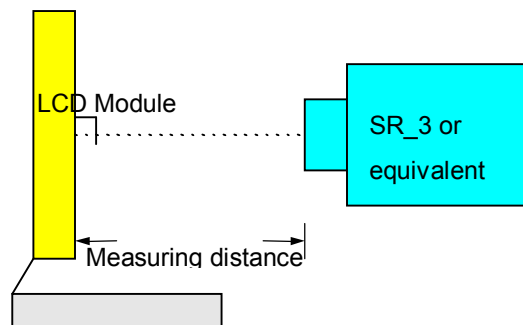 LCD Module
SR_3 or
equivalent
Measuring distance